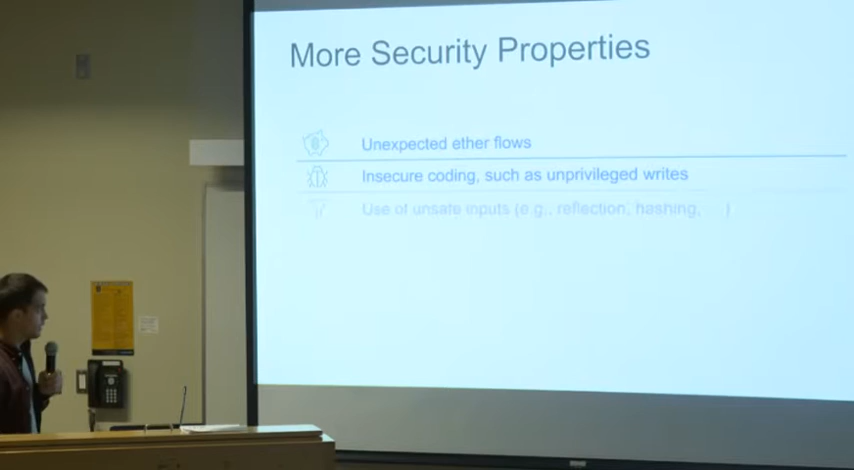 More Security Properties
Unexpected ether flows
Insecure coding, such as unprivileged writes
Use of unsafe inputs (e.g., reflection, hashing, )